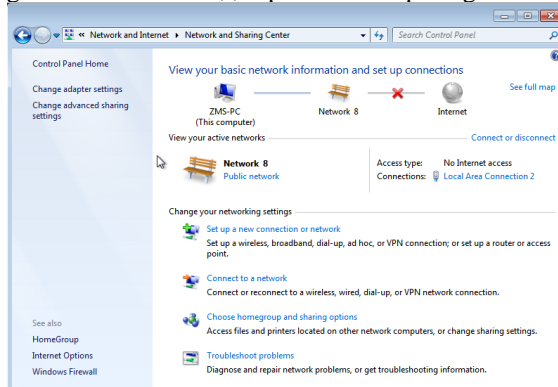 Network and Internet
Network and Sharing Center
Search Control Panel
Control Panel Home
Change adapter settings
Change advanced sharing
settings
View your basic network information and set up connections
See full map
ZMS-PC
(This computer)
Network 8
Internet
View your active networks
Connect or disconnect
Network 8
Public network
Access type: No Internet access
Connections: Local Area Connection 2
Change your networking settings
Set up a new connection or network
Set up a wireless, broadband, dial-up, ad hoc, or VPN connection; or set up a router or access
point.
Connect to a network
Connect or reconnect to a wireless, wired, dial-up, or VPN network connection.
Choose homegroup and sharing options
Access files and printers located on other network computers, or change sharing settings.
Troubleshoot problems
Diagnose and repair network problems, or get troubleshooting information.
See also
HomeGroup
Internet Options
Windows Firewall